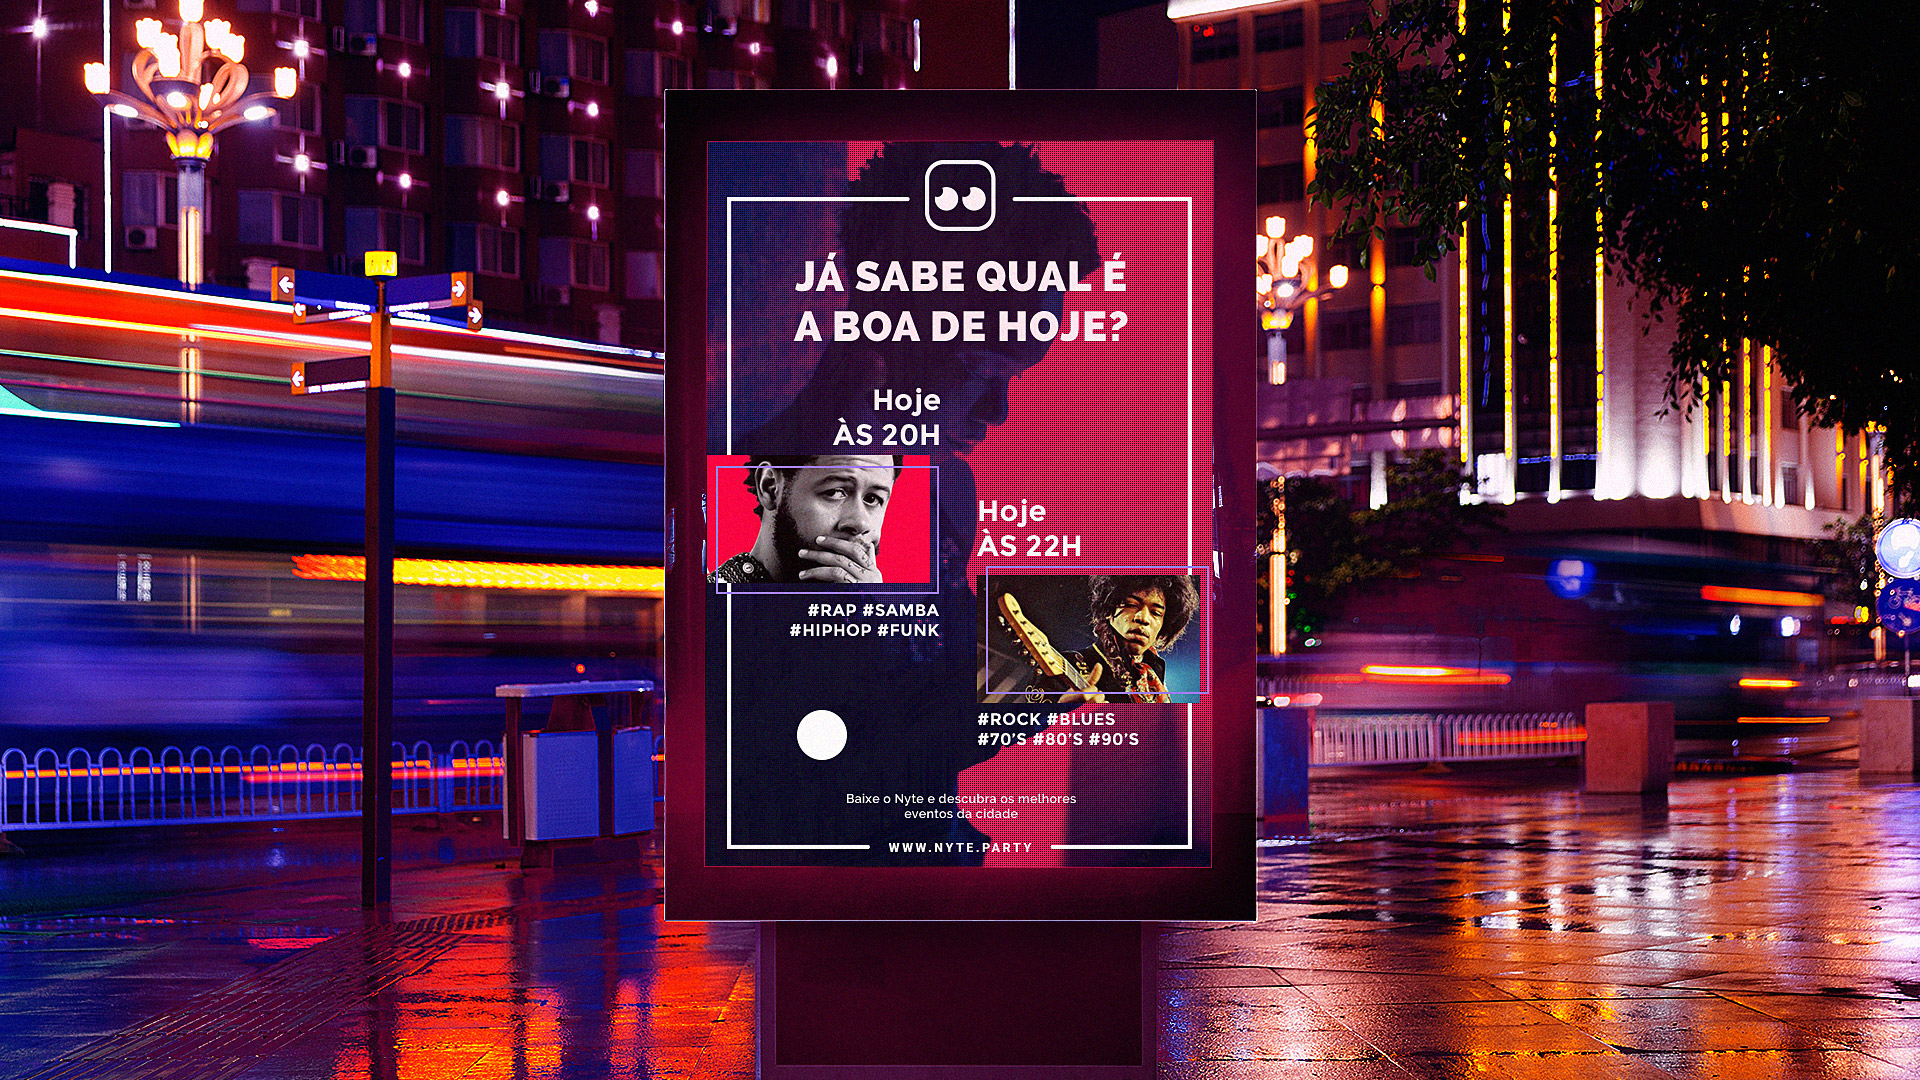 JÁ SABE QUAL É
A BOA DE HOJE?
Hoje
ÀS 20H
#RAP #SAMBA
#HIPHOP #FUNK
Hoje
ÀS 22H
#ROCK #BLUES
#70'S #80'S #90'S
Baixe o Nyte e descubra os melhores
eventos da cidade
WWW.NYTE.PARTY